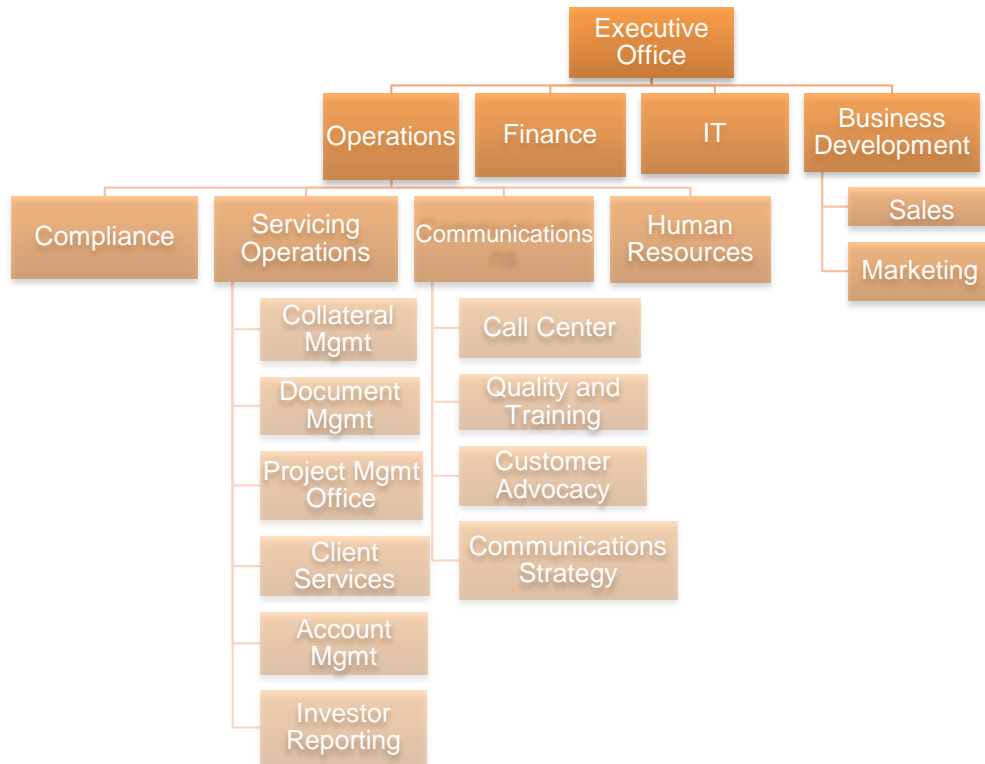 Executive
Office
Operations
Finance
IT
Business
Development
Compliance
Servicing
Operations
Communications
ns
Human
Resources
Sales
Marketing
Collateral
Mgmt
Document
Mgmt
Project Mgmt
Office
Client
Services
Account
Mgmt
Investor
Reporting
Call Center
Quality and
Training
Customer
Advocacy
Communications
Strategy